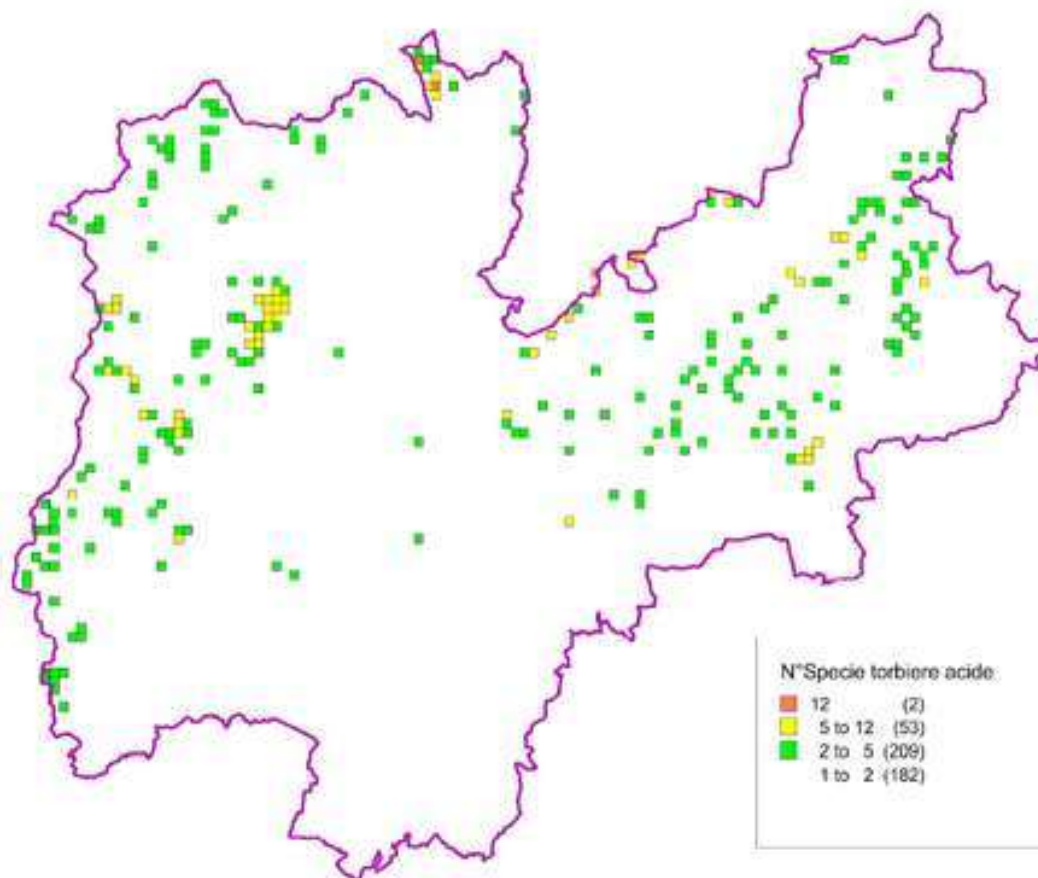 N°Specie torbiere acide
12 (2)
5 to 12 (53)
2 to 5 (209)
1 to 2 (182)